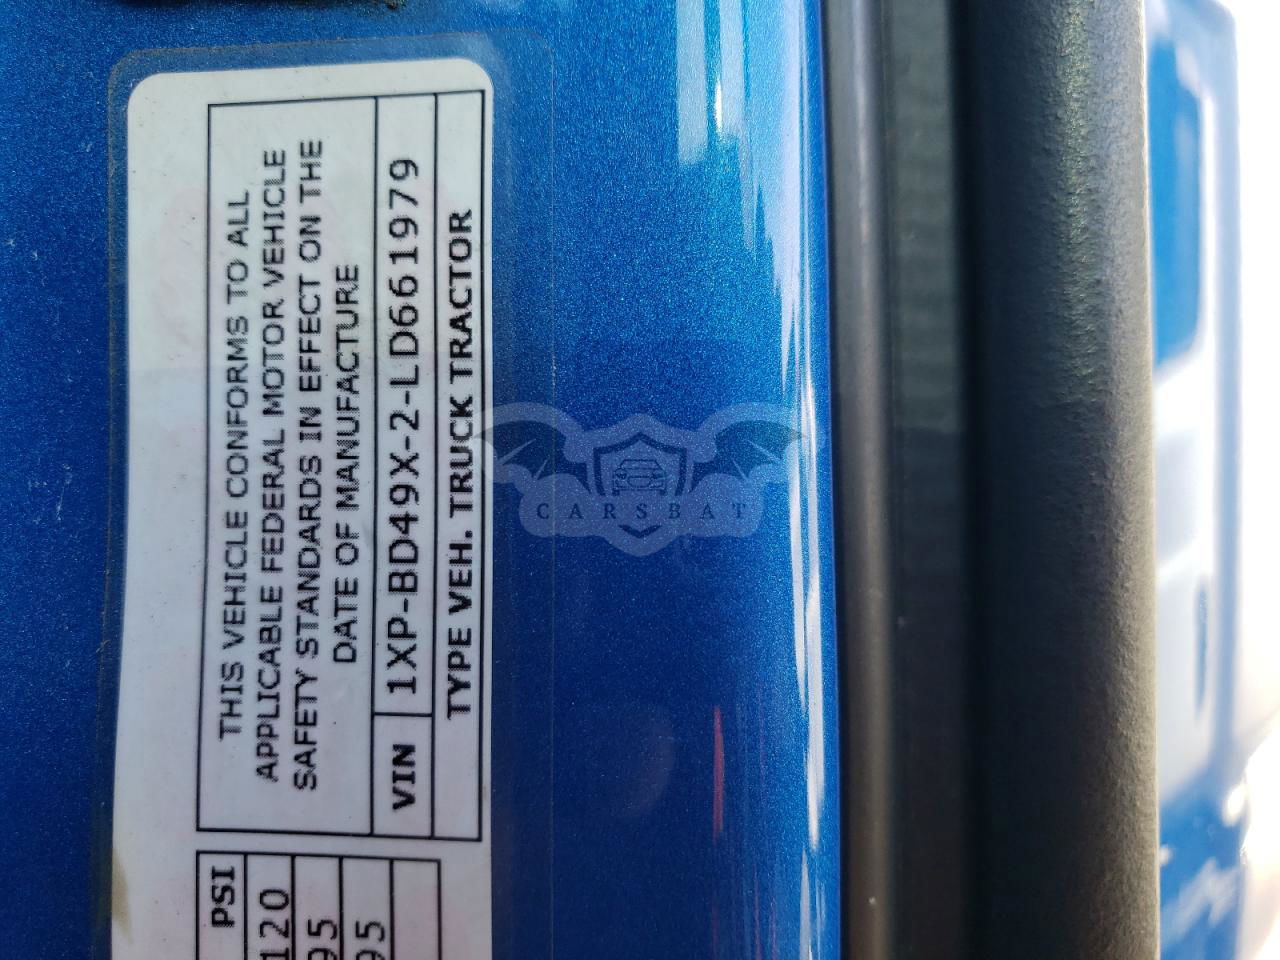 THIS VEHICLE CONFORMS TO ALL
APPLICABLE FEDERAL MOTOR VEHICLE
SAFETY STANDARDS IN EFFECT ON THE
DATE OF MANUFACTURE
VIN 1XP-BD49X-2-LD661979
TYPE VEH. TRUCK TRACTOR
PSI
120
95
95
CARSBAT